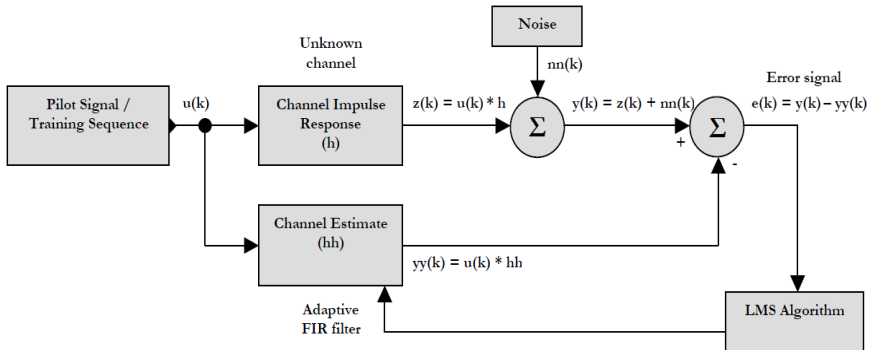 Noise
Unknown
channel
nn(k)
Error signal
Pilot Signal /
Training Sequence
u(k)
Channel Impulse
Response
(h)
z(k) = u(k) * h
Σ
y(k) = z(k) + nn(k)
Σ
e(k) = y(k) – yy(k)
+
-
Channel Estimate
(hh)
yy(k) = u(k) * hh
Adaptive
FIR filter
LMS Algorithm